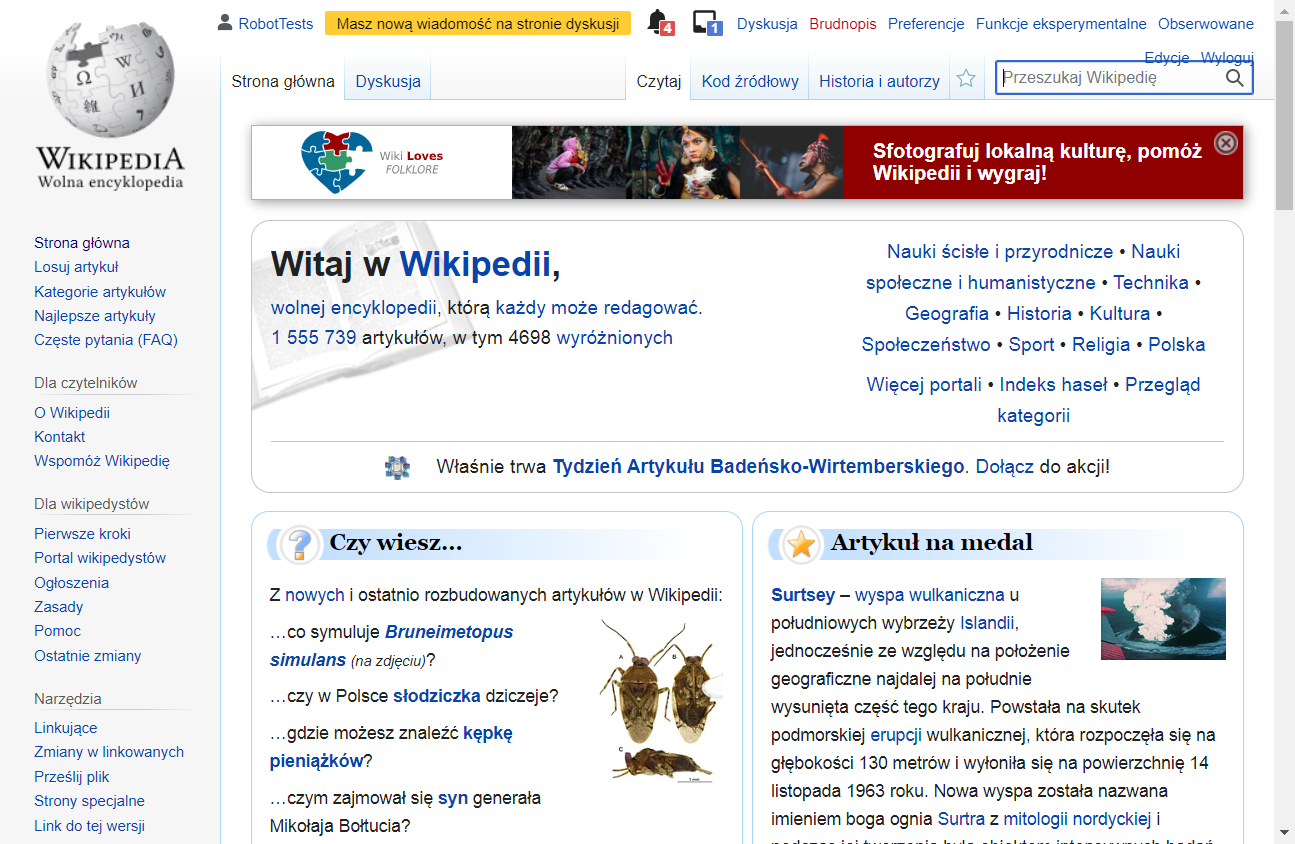 RobotTests
Masz nową wiadomość na stronie dyskusji
4
1
Dyskusja
Brudnopis
Preferencje
Funkcje eksperymentalne
Obserwowane
Edycje
Wyloguj
Strona główna
Dyskusja
Czytaj
Kod źródłowy
Historia i autorzy
Przeszukaj Wikipedię
WIKIPEDIA
Wolna encyklopedia
Strona główna
Losuj artykuł
Kategorie artykułów
Najlepsze artykuły
Częste pytania (FAQ)
Dla czytelników
O Wikipedii
Kontakt
Wspomóż Wikipedię
Dla wikipedystów
Pierwsze kroki
Portal wikipedystów
Ogłoszenia
Zasady
Pomoc
Ostatnie zmiany
Narzędzia
Linkujące
Zmiany w linkowanych
Prześlij plik
Strony specjalne
Link do tej wersji
Wiki Loves
FOLKLORE
Sfotografuj lokalną kulturę, pomóż
Wikipedii i wygraj!
Witaj w Wikipedii,
wolnej encyklopedii, którą każdy może redagować.
1 555 739 artykułów, w tym 4698 wyróżnionych
Nauki ścisłe i przyrodnicze • Nauki
społeczne i humanistyczne • Technika •
Geografia • Historia • Kultura •
Społeczeństwo • Sport • Religia • Polska
Więcej portali • Indeks haseł • Przegląd
kategorii
Właśnie trwa Tydzień Artykułu Badeńsko-Wirtemberskiego. Dołącz do akcji!
Czy wiesz...
Z nowych i ostatnio rozbudowanych artykułów w Wikipedii:
…co symuluje Bruneimetopus
simulans (na zdjęciu)?
…czy w Polsce słodziczka dziczeje?
…gdzie możesz znaleźć kępkę
pieniążków?
…czym zajmował się syn generała
Mikołaja Bołtucia?
A
B
C
1 mm
Artykuł na medal
Surtsey – wyspa wulkaniczna u
południowych wybrzeży Islandii,
jednocześnie ze względu na położenie
geograficzne najdalej na południe
wysunięta część tego kraju. Powstała na skutek
podmorskiej erupcji wulkanicznej, która rozpoczęła się na
głębokości 130 metrów i wyłoniła się na powierzchnię 14
listopada 1963 roku. Nowa wyspa została nazwana
imieniem boga ognia Surtra z mitologii nordyckiej i
podczas jej tworzenia była obiektem intensywnych badań